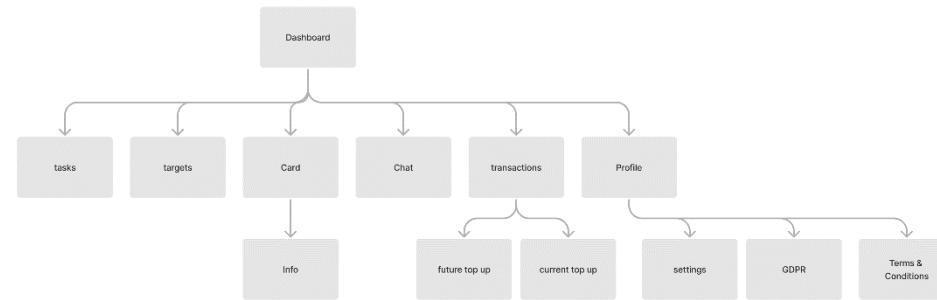 Dashboard
tasks
targets
Card
Chat
transactions
Profile
Info
future top up
current top up
settings
GDPR
Terms &
Conditions